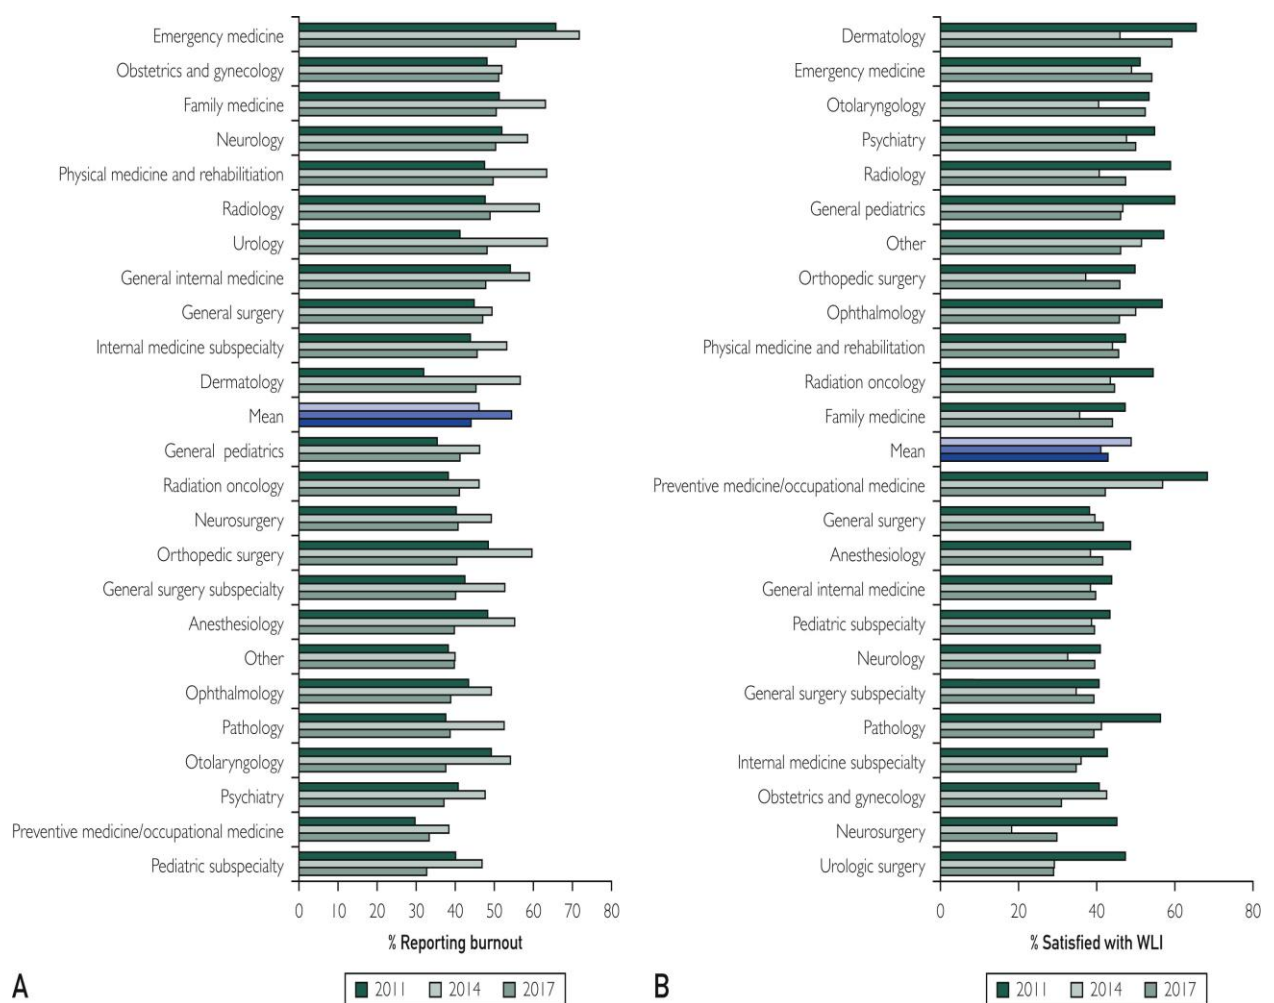 Emergency medicine
Obstetrics and gynecology
Family medicine
Neurology
Physical medicine and rehabilitiation
Radiology
Urology
General internal medicine
General surgery
Internal medicine subspecialty
Dermatology
Mean
General pediatrics
Radiation oncology
Neurosurgery
Orthopedic surgery
General surgery subspecialty
Anesthesiology
Other
Ophthalmology
Pathology
Otolaryngology
Psychiatry
Preventive medicine/occupational medicine
Pediatric subspecialty
0 10 20 30 40 50 60 70 80
% Reporting burnout
A
2011 2014 2017
Dermatology
Emergency medicine
Otolaryngology
Psychiatry
Radiology
General pediatrics
Other
Orthopedic surgery
Ophthalmology
Physical medicine and rehabilitation
Radiation oncology
Family medicine
Mean
Preventive medicine/occupational medicine
General surgery
Anesthesiology
General internal medicine
Pediatric subspecialty
Neurology
General surgery subspecialty
Pathology
Internal medicine subspecialty
Obstetrics and gynecology
Neurosurgery
Urologic surgery
0 20 40 60 80
% Satisfied with WLI
B
2011 2014 2017